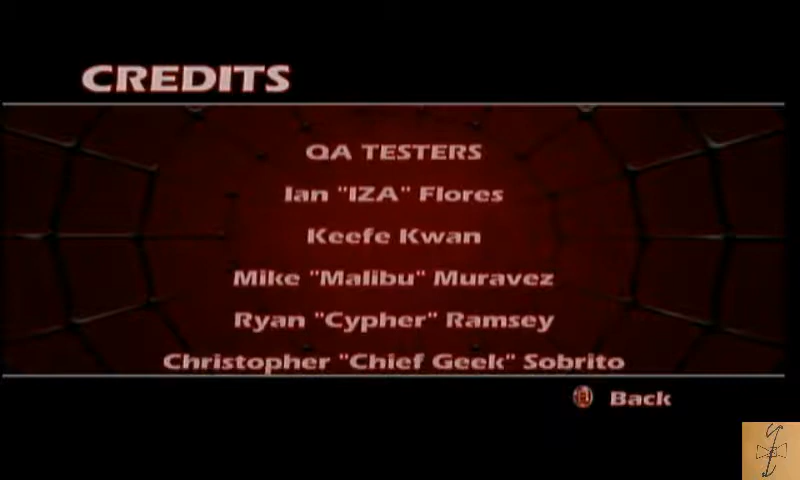 CREDITS
QA TESTERS
Ian "IZA" Flores
Keefe Kwan
Mike "Malibu" Muravez
Ryan "Cypher" Ramsey
Christopher "Chief Geek" Sobrito
B Back